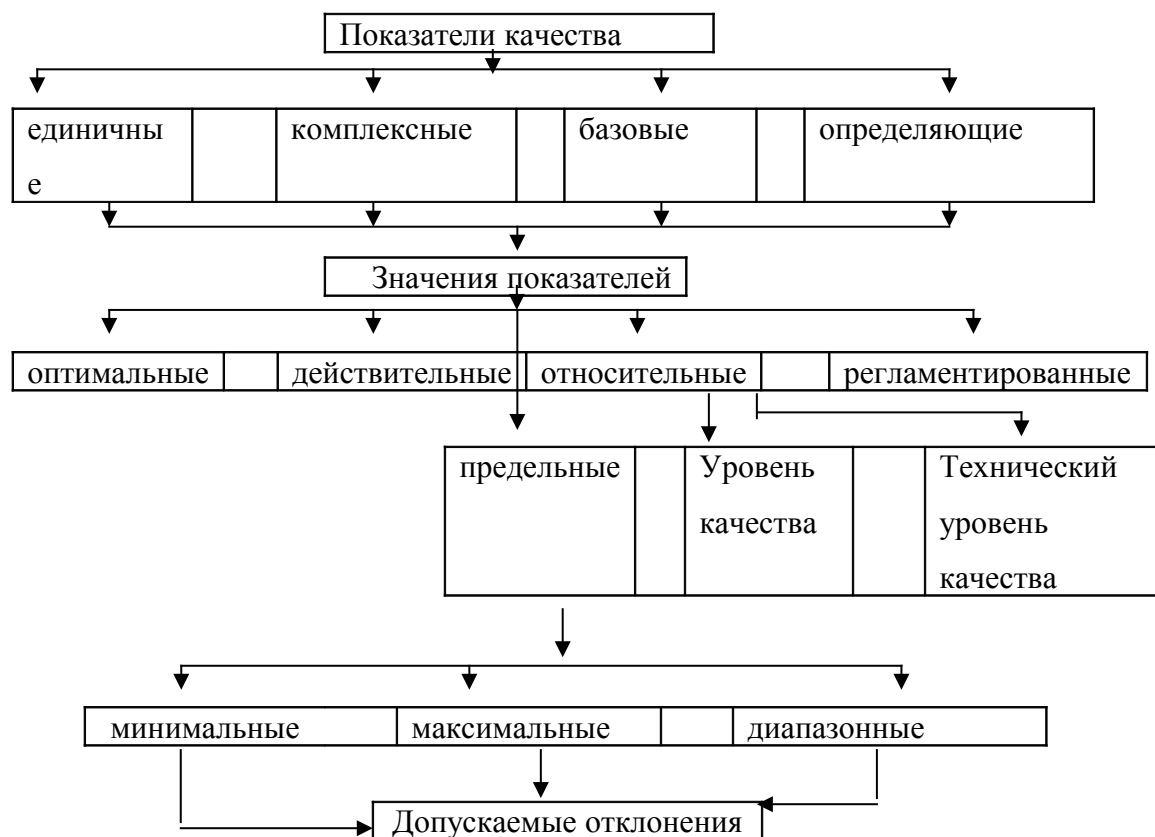 Показатели качества
единичны
е
комплексные
базовые
определяющие
Значения показателей
оптимальные
действительные
относительные
регламентированные
предельные
Уровень
качества
Технический
уровень
качества
минимальные
максимальные
диапазонные
Допускаемые отклонения